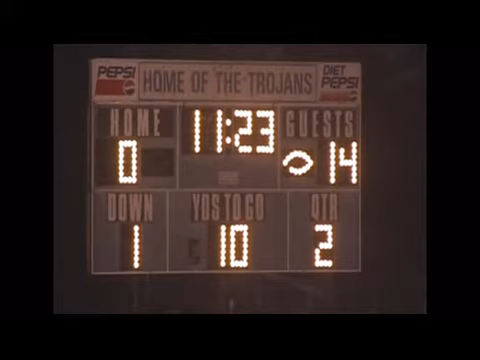 PEPSI HOME OF THE TROJANS DIET PEPSI
HOME 11:23 GUESTS
0 14
DOWN YDS TO GO QTR
1 10 2